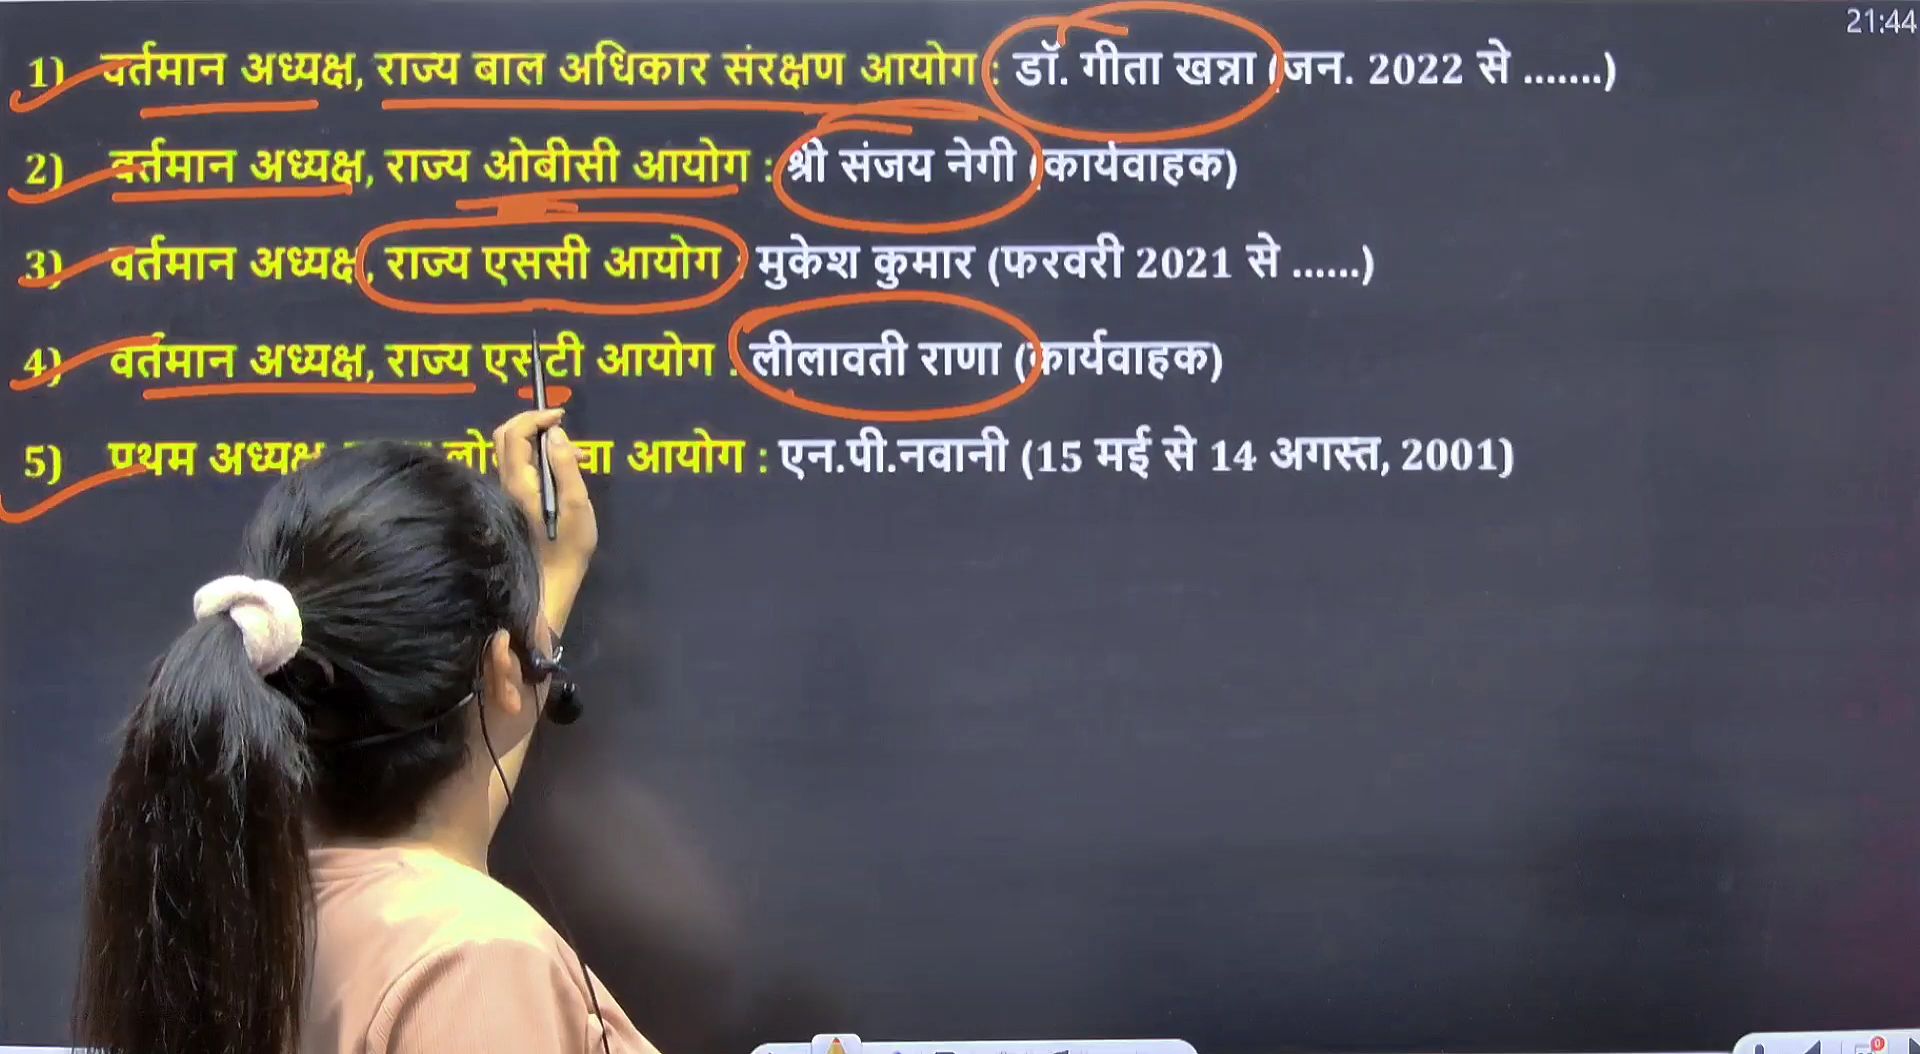 21:44
1) वर्तमान अध्यक्ष, राज्य बाल अधिकार संरक्षण आयोग : डॉ. गीता खन्ना (जन. 2022 से .......)
2) वर्तमान अध्यक्ष, राज्य ओबीसी आयोग : श्री संजय नेगी (कार्यवाहक)
3) वर्तमान अध्यक्ष, राज्य एससी आयोग : मुकेश कुमार (फरवरी 2021 से ......)
4) वर्तमान अध्यक्ष, राज्य एसटी आयोग : लीलावती राणा (कार्यवाहक)
5) प्रथम अध्यक्ष आयोग : एन.पी.नवानी (15 मई से 14 अगस्त, 2001)
0